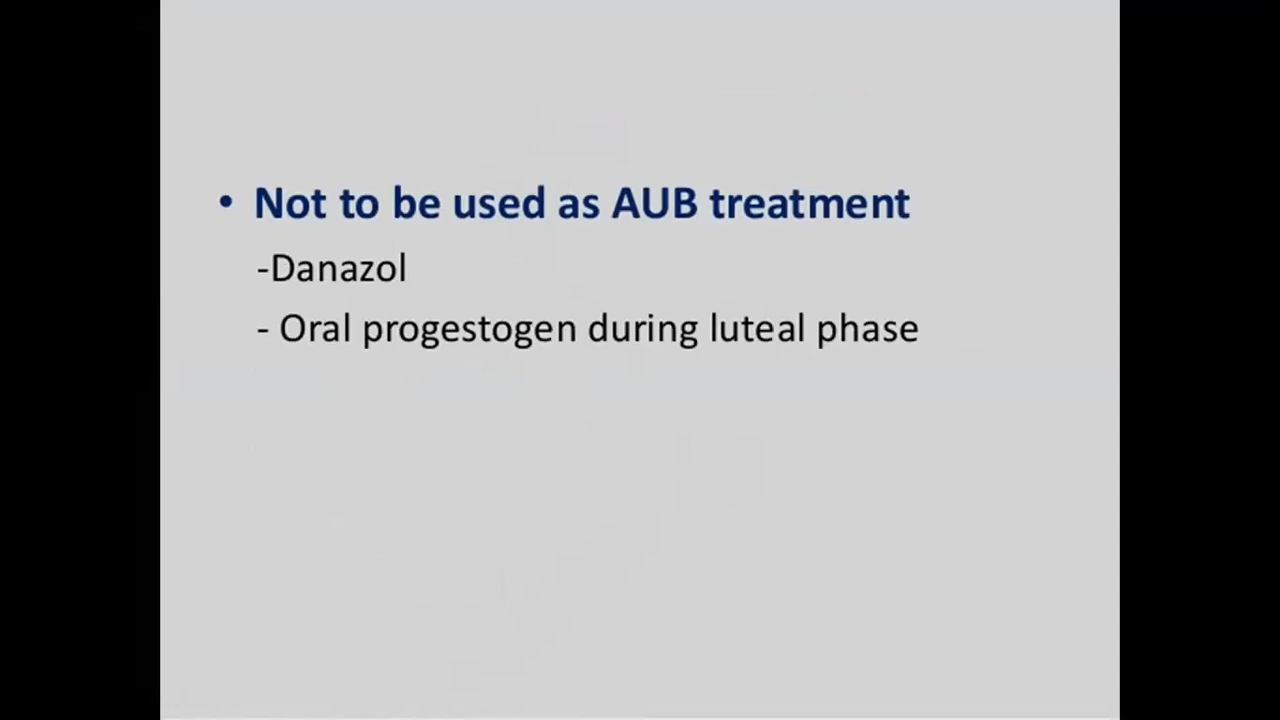 • Not to be used as AUB treatment
-Danazol
- Oral progestogen during luteal phase